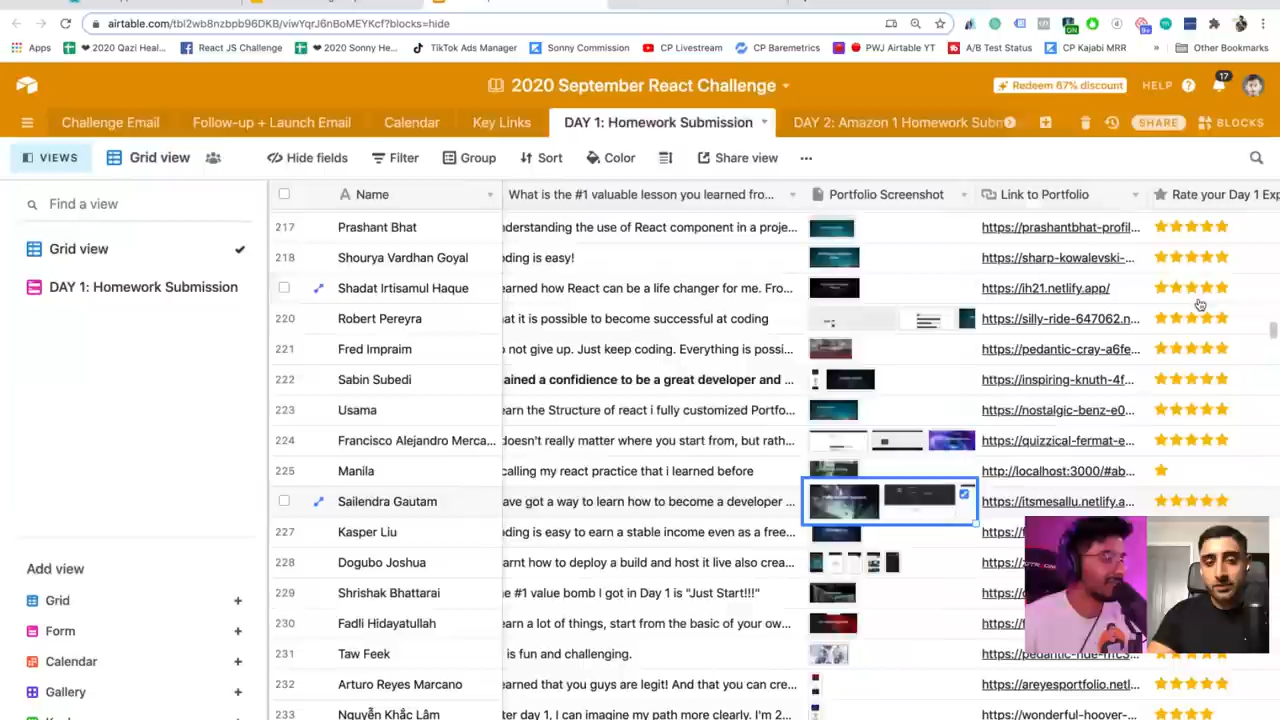 airtable.com/tbl2wb8nzbpb96DKB/viwYqrJ6nBoMEYKcf?blocks=hide
Apps ❤ 2020 Qazi Heal... React JS Challenge ❤ 2020 Sonny He... TikTok Ads Manager Sonny Commission CP Livestream CP Baremetrics PWJ Airtable YT A/B Test Status CP Kajabi MRR » Other Bookmarks
2020 September React Challenge
Redeem 67% discount
HELP
17
Challenge Email
Follow-up + Launch Email
Calendar
Key Links
DAY 1: Homework Submission
DAY 2: Amazon 1 Homework Subm
SHARE
BLOCKS
VIEWS
Grid view
Hide fields
Filter
Group
Sort
Color
Share view
Find a view
Grid view
DAY 1: Homework Submission
Add view
Grid +
Form +
Calendar +
Gallery +
Name What is the #1 valuable lesson you learned fro... Portfolio Screenshot Link to Portfolio Rate your Day 1 Exp
217 Prashant Bhat nderstanding the use of React component in a proje... https://prashantbhat-profil...
218 Shourya Vardhan Goyal oding is easy! https://sharp-kowalevski-...
Shadat Irtisamul Haque earned how React can be a life changer for me. Fro... https://ih21.netlify.app/
220 Robert Pereyra hat it is possible to become successful at coding https://silly-ride-647062.n...
221 Fred Impraim o not give up. Just keep coding. Everything is possi... https://pedantic-cray-a6fe...
222 Sabin Subedi ained a confidience to be a great developer and ... https://inspiring-knuth-4f...
223 Usama earn the Structure of react i fully customized Portfo... https://nostalgic-benz-e0...
224 Francisco Alejandro Merca... doesn't really matter where you start from, but rath... https://quizzical-fermat-e...
225 Manila calling my react practice that i learned before http://localhost:3000/#ab...
Sailendra Gautam ave got a way to learn how to become a developer ... https://itsmesallu.netlify.a...
227 Kasper Liu oding is easy to earn a stable income even as a free...
228 Dogubo Joshua earnt how to deploy a build and host it live also crea...
229 Shrishak Bhattarai he #1 value bomb I got in Day 1 is "Just Start!!!"
230 Fadli Hidayatullah earn a lot of things, start from the basic of your ow...
231 Taw Feek is fun and challenging.
232 Arturo Reyes Marcano earned that you guys are legit! And that you can cre... https://areyesportfolio.netl...
233 Nguyễn Khắc Lâm ter day 1, I can imagine my path more clearly. I'm 2... https://wonderful-hoover-...